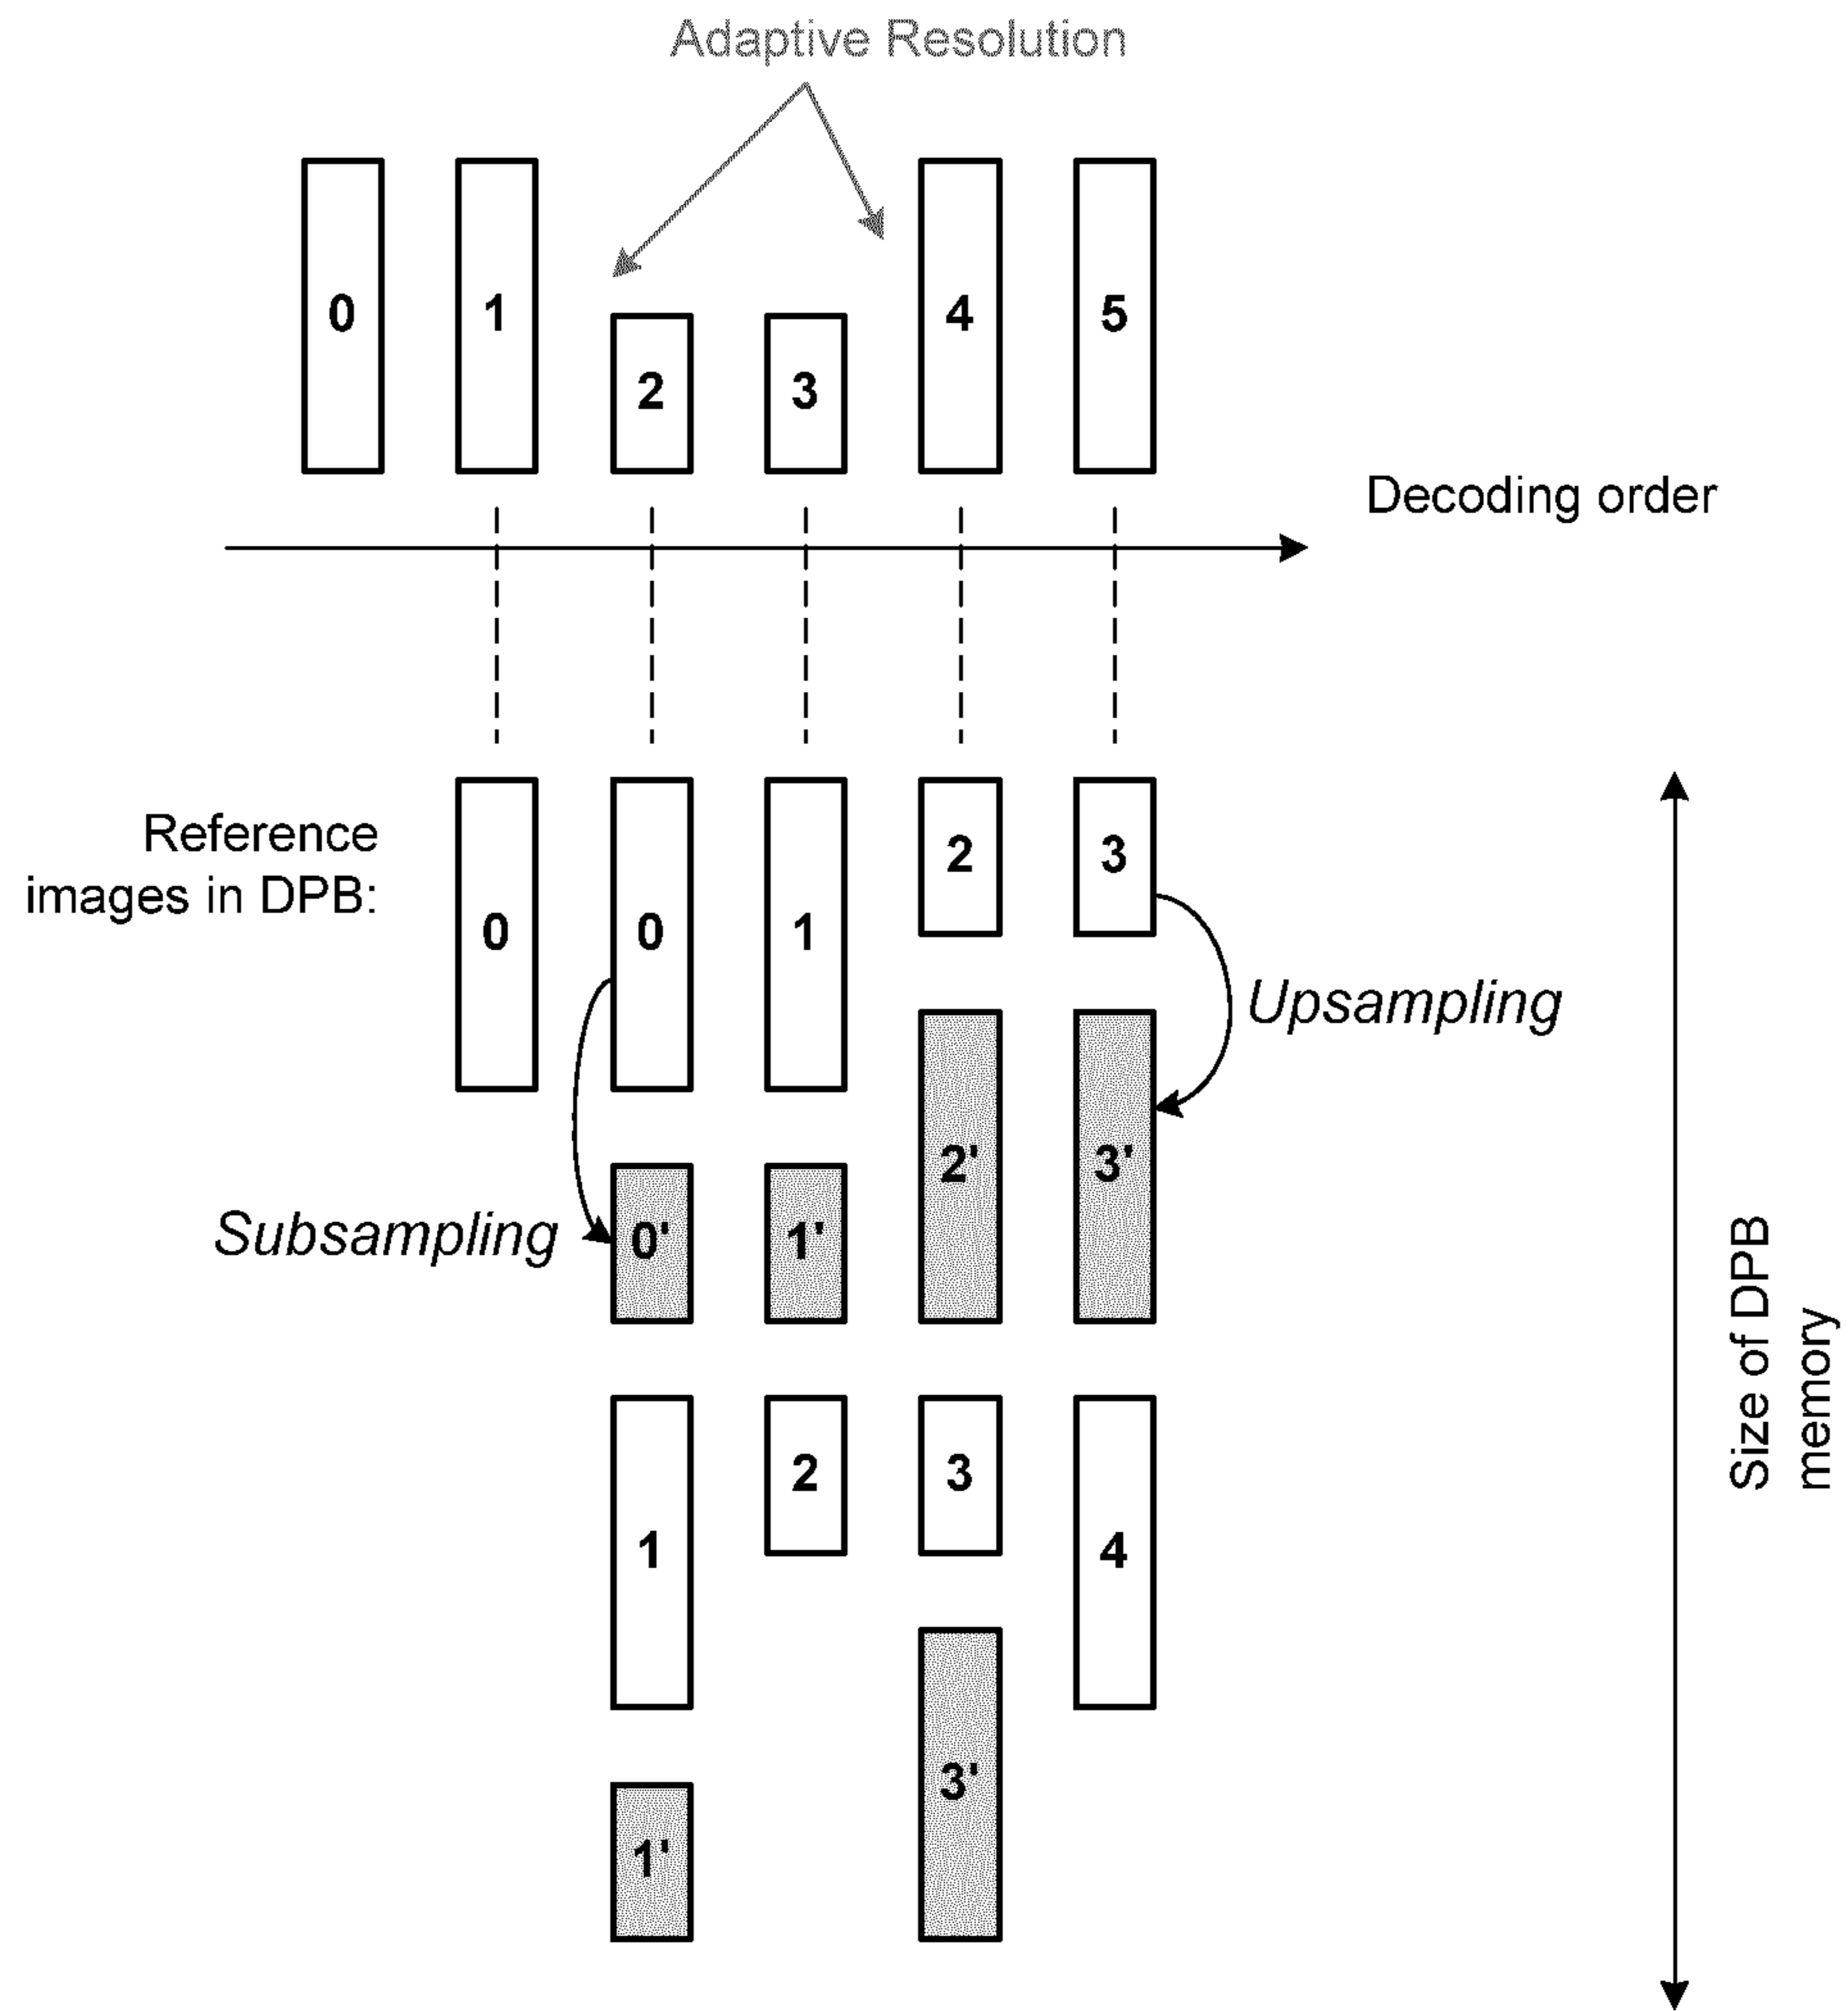 Adaptive Resolution
0 1 2 3 4 5
Decoding order
Reference
images in DPB:
0 0 1 2 3
Upsampling
Subsampling
0' 1' 2' 3'
1 2 3 4
1' 3'
Size of DPB
memory